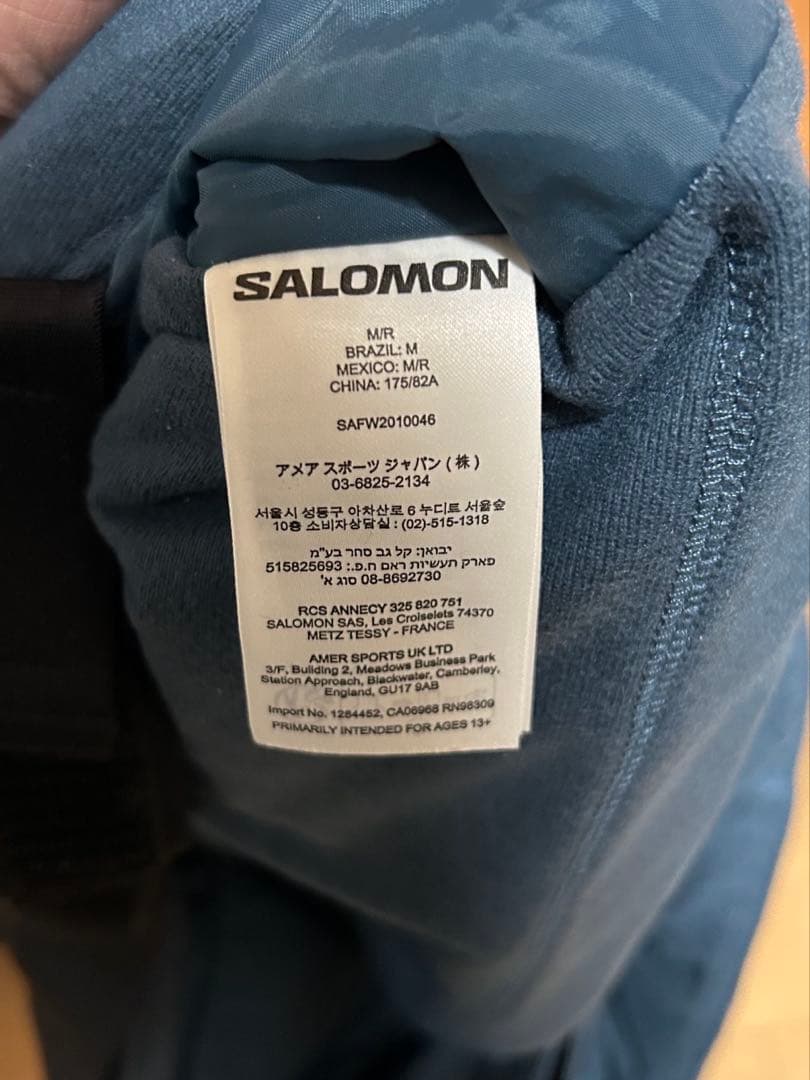 SALOMON
M/R
BRAZIL: M
MEXICO: M/R
CHINA: 175/82A
SAFW2010046
アメア スポーツ ジャパン ( 株 )
03-6825-2134
서울시 성동구 아차산로 6 누디트 서울숲
10층 소비자상담실 : (02)-515-1318
יבואן: קל גב סחר בע"מ
פארק תעשיות ראם ח.פ.: 515825693
08-8692730 סוג א'
RCS ANNECY 325 820 751
SALOMON SAS, Les Croiselets 74370
METZ TESSY - FRANCE
AMER SPORTS UK LTD
3/F, Building 2, Meadows Business Park
Station Approach, Blackwater, Camberley,
England, GU17 9AB
Import No. 1284452, CA06968 RN98309
PRIMARILY INTENDED FOR AGES 13+